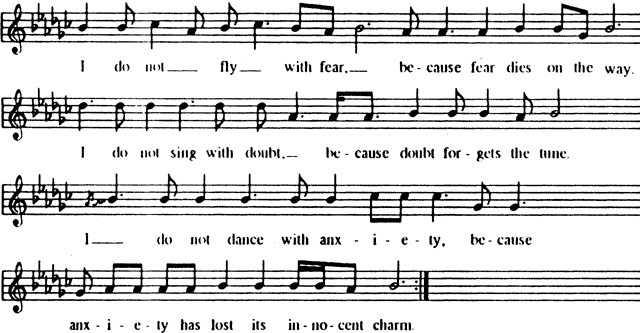 I do not___ fly___ with fear,___ be-cause fear dies on the way.
I do not sing with doubt,__ be-cause doubt for-gets the tune.
I___ do not dance with anx-i-e-ty, be-cause
anx-i-e-ty has lost its in-no-cent charm.